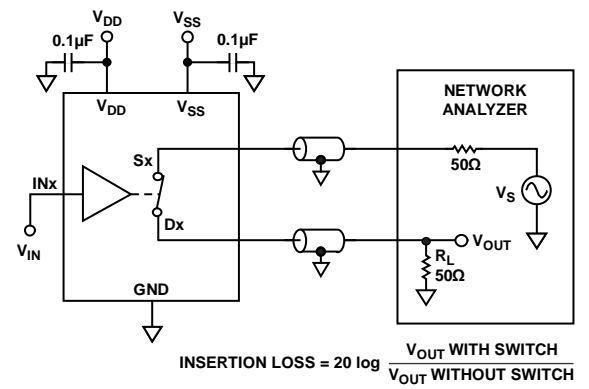 VDD
VSS
0.1µF
0.1µF
VDD
VSS
NETWORK
ANALYZER
Sx
50Ω
INx
VS
Dx
VOUT
VIN
RL
50Ω
GND
INSERTION LOSS = 20 log VOUT WITH SWITCH
VOUT WITHOUT SWITCH